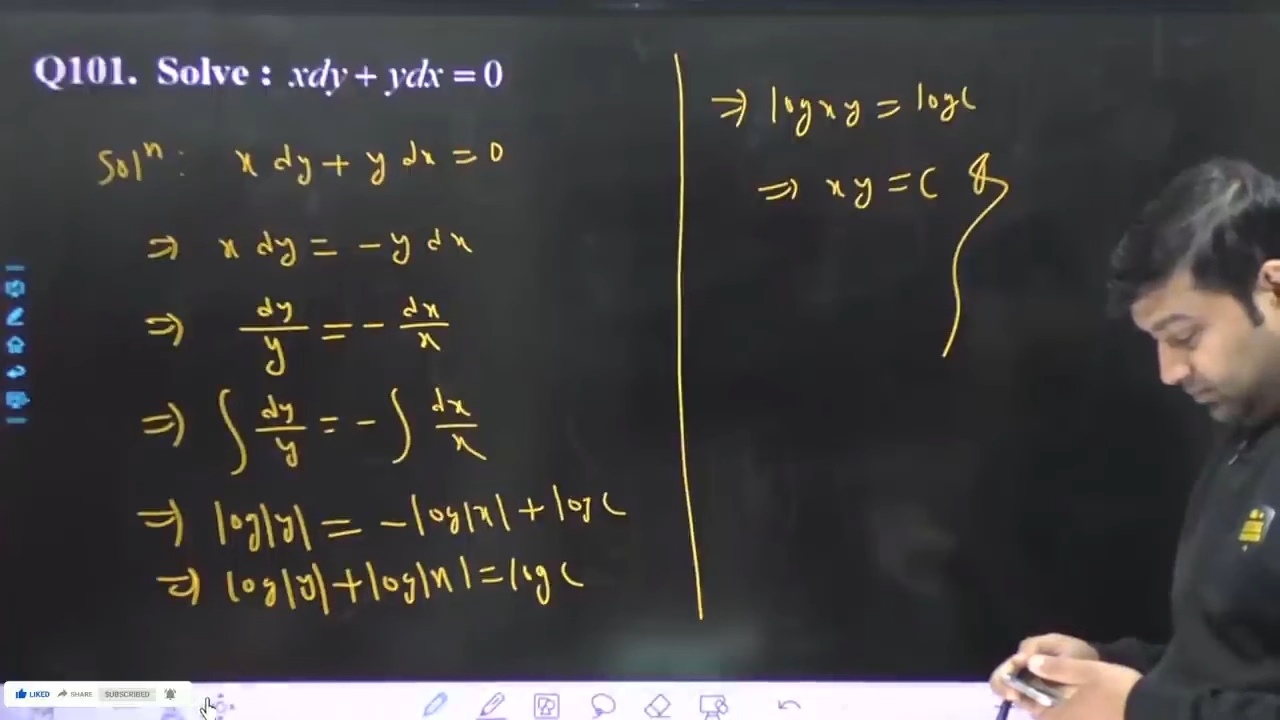 Q101. Solve : xdy + ydx = 0
Solⁿ: x dy + y dx = 0
⇒ x dy = - y dx
⇒ dy/y = - dx/x
⇒ ∫ dy/y = - ∫ dx/x
⇒ log|y| = - log|x| + log C
⇒ log|y| + log|x| = log C
⇒ log xy = log C
⇒ xy = C
LIKED SHARE SUBSCRIBED